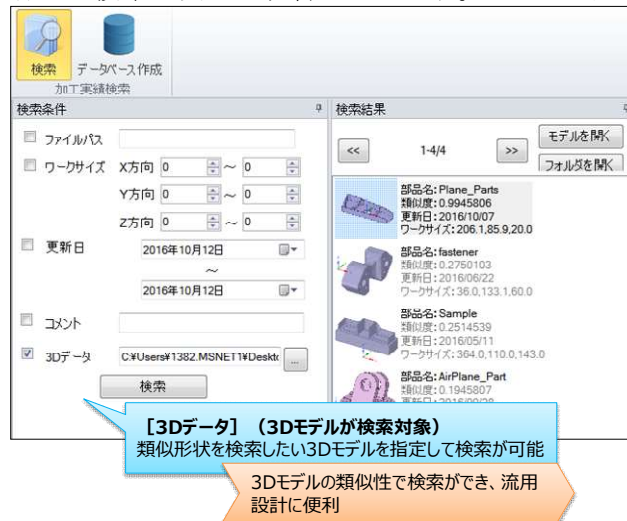 検索
データベース作成
加工実績検索
検索条件
ファイルパス
ワークサイズ X方向 0 ~ 0
Y方向 0 ~ 0
Z方向 0 ~ 0
更新日 2016年10月12日
~
2016年10月12日
コメント
3Dデータ C:¥Users¥1382.MSNET1¥Deskto ...
検索
検索結果
<< 1-4/4 >>
モデルを開く
フォルダを開く
部品名: Plane_Parts
類似度: 0.9945806
更新日: 2016/10/07
ワークサイズ: 206.1,85.9,20.0
部品名: fastener
類似度: 0.2750103
更新日: 2016/06/22
ワークサイズ: 36.0,133.1,60.0
部品名: Sample
類似度: 0.2514539
更新日: 2016/05/11
ワークサイズ: 364.0,110.0,143.0
部品名: AirPlane_Part
類似度: 0.1945807
[3Dデータ] (3Dモデルが検索対象)
類似形状を検索したい3Dモデルを指定して検索が可能
3Dモデルの類似性で検索ができ、流用
設計に便利